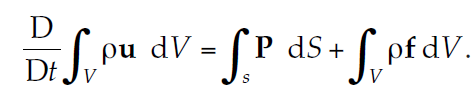 D/Dt ∫_V ρ𝐮 dV = ∫_s 𝐏 dS + ∫_V ρ𝐟 dV.